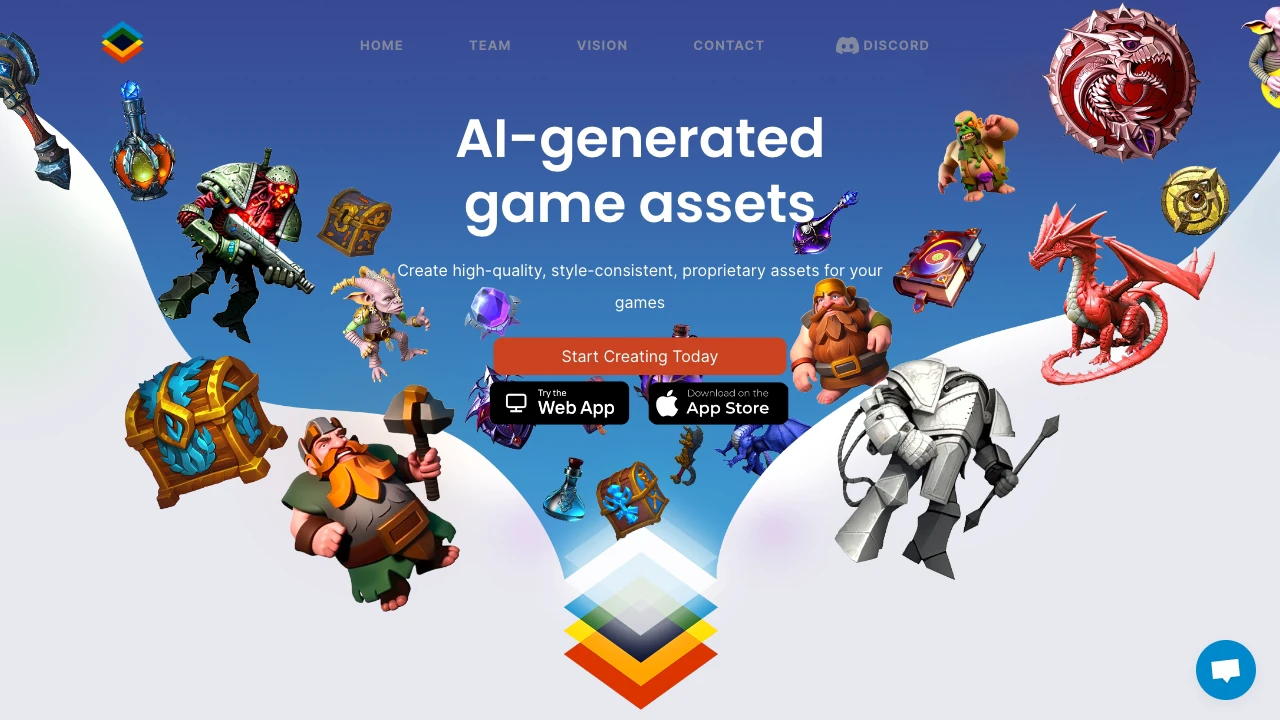 HOME TEAM VISION CONTACT DISCORD
AI-generated
game assets
Create high-quality, style-consistent, proprietary assets for your
games
Start Creating Today
Try the
Web App
Download on the
App Store